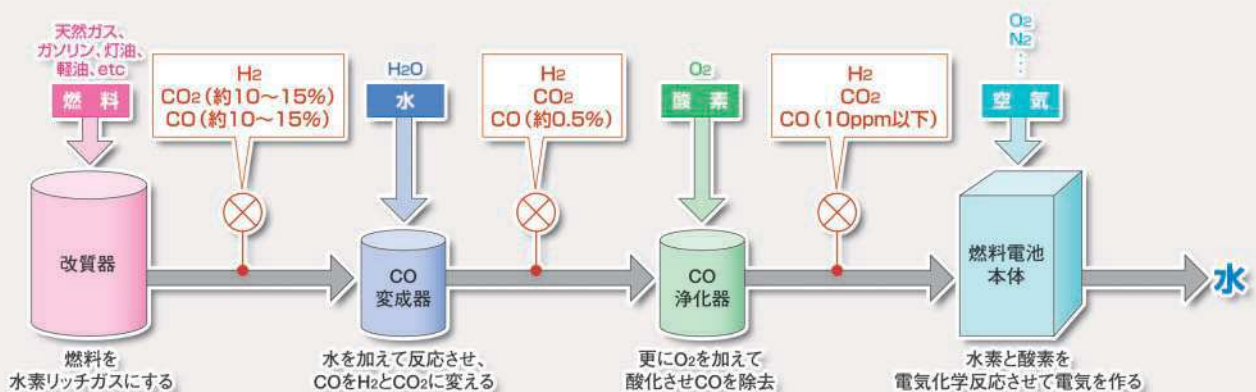 天然ガス、
ガソリン、灯油、
軽油、etc
燃料
H2
CO2（約10～15%）
CO（約10～15%）
H2O
水
H2
CO2
CO（約0.5%）
O2
酸素
H2
CO2
CO（10ppm以下）
O2
N2
⋮
空気
改質器
CO
変成器
CO
浄化器
燃料電池
本体
水
燃料を
水素リッチガスにする
水を加えて反応させ、
COをH2とCO2に変える
更にO2を加えて
酸化させCOを除去
水素と酸素を
電気化学反応させて電気を作る